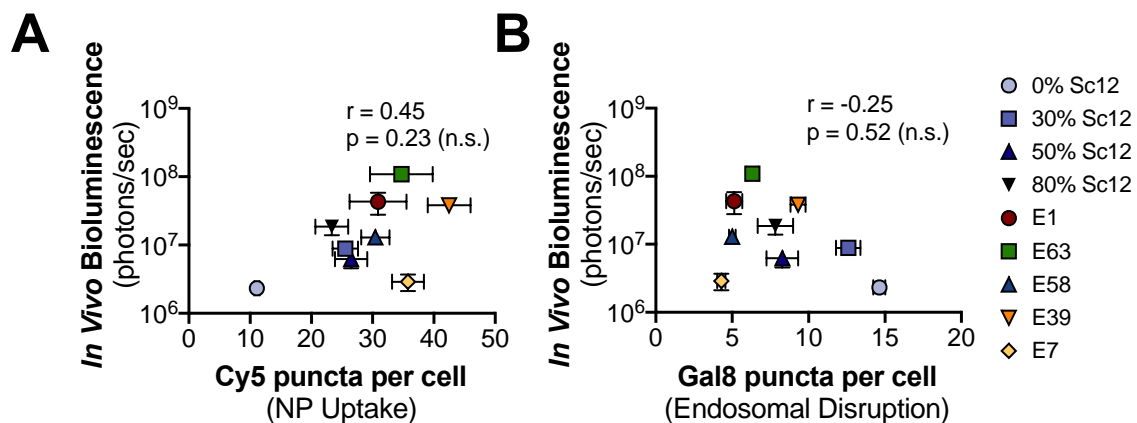 A
In Vivo Bioluminescence
(photons/sec)
10⁹
10⁸
10⁷
10⁶
r = 0.45
p = 0.23 (n.s.)
0 10 20 30 40 50
Cy5 puncta per cell
(NP Uptake)
B
In Vivo Bioluminescence
(photons/sec)
10⁹
10⁸
10⁷
10⁶
r = -0.25
p = 0.52 (n.s.)
0 5 10 15 20
Gal8 puncta per cell
(Endosomal Disruption)
0% Sc12
30% Sc12
50% Sc12
80% Sc12
E1
E63
E58
E39
E7